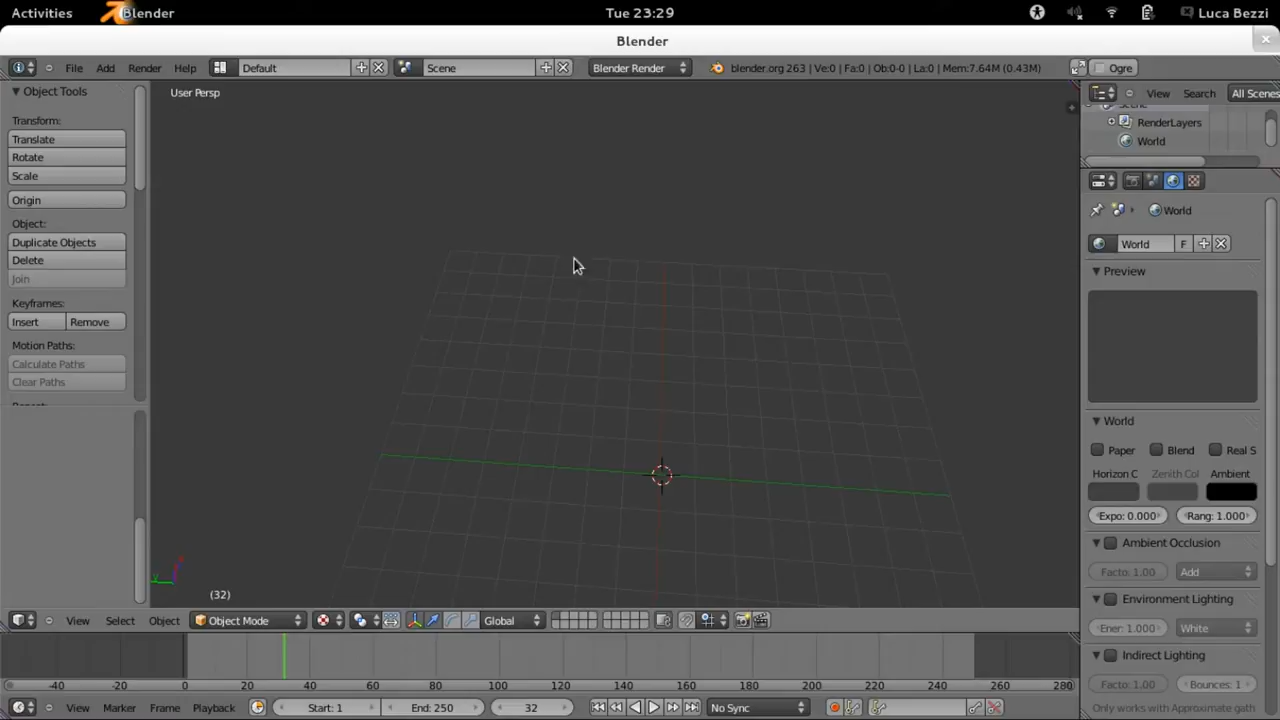 Activities Blender Tue 23:29 Luca Bezzi
Blender
File Add Render Help Default Scene Blender Render blender.org 263 | Ve:0 | Fa:0 | Ob:0-0 | La:0 | Mem:7.64M (0.43M) Ogre
Object Tools
Transform:
Translate
Rotate
Scale
Origin
Object:
Duplicate Objects
Delete
Join
Keyframes:
Insert Remove
Motion Paths:
Calculate Paths
Clear Paths
User Persp
(32)
View Select Object Object Mode Global
-40 -20 0 20 40 60 80 100 120 140 160 180 200 220 240 260 280
View Marker Frame Playback Start: 1 End: 250 32 No Sync
View Search All Scenes
RenderLayers
World
World
World F
Preview
World
Paper Blend Real S
Horizon C Zenith Col Ambient
Expo: 0.000 Rang: 1.000
Ambient Occlusion
Facto: 1.00 Add
Environment Lighting
Ener: 1.000 White
Indirect Lighting
Facto: 1.00 Bounces: 1
Only works with Approximate gath